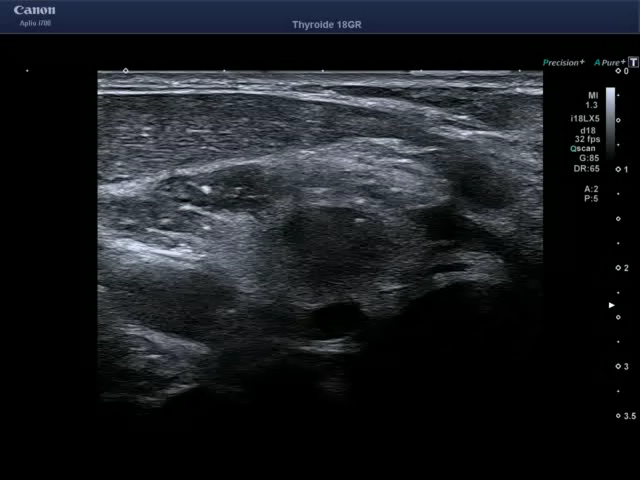 Canon
Aplio i700
Thyroide 18GR
Precision+ A Pure+ T
0
MI
1.3
i18LX5
d18
32 fps
Qscan
G:85
DR:65
1
A:2
P:5
2
3
3.5